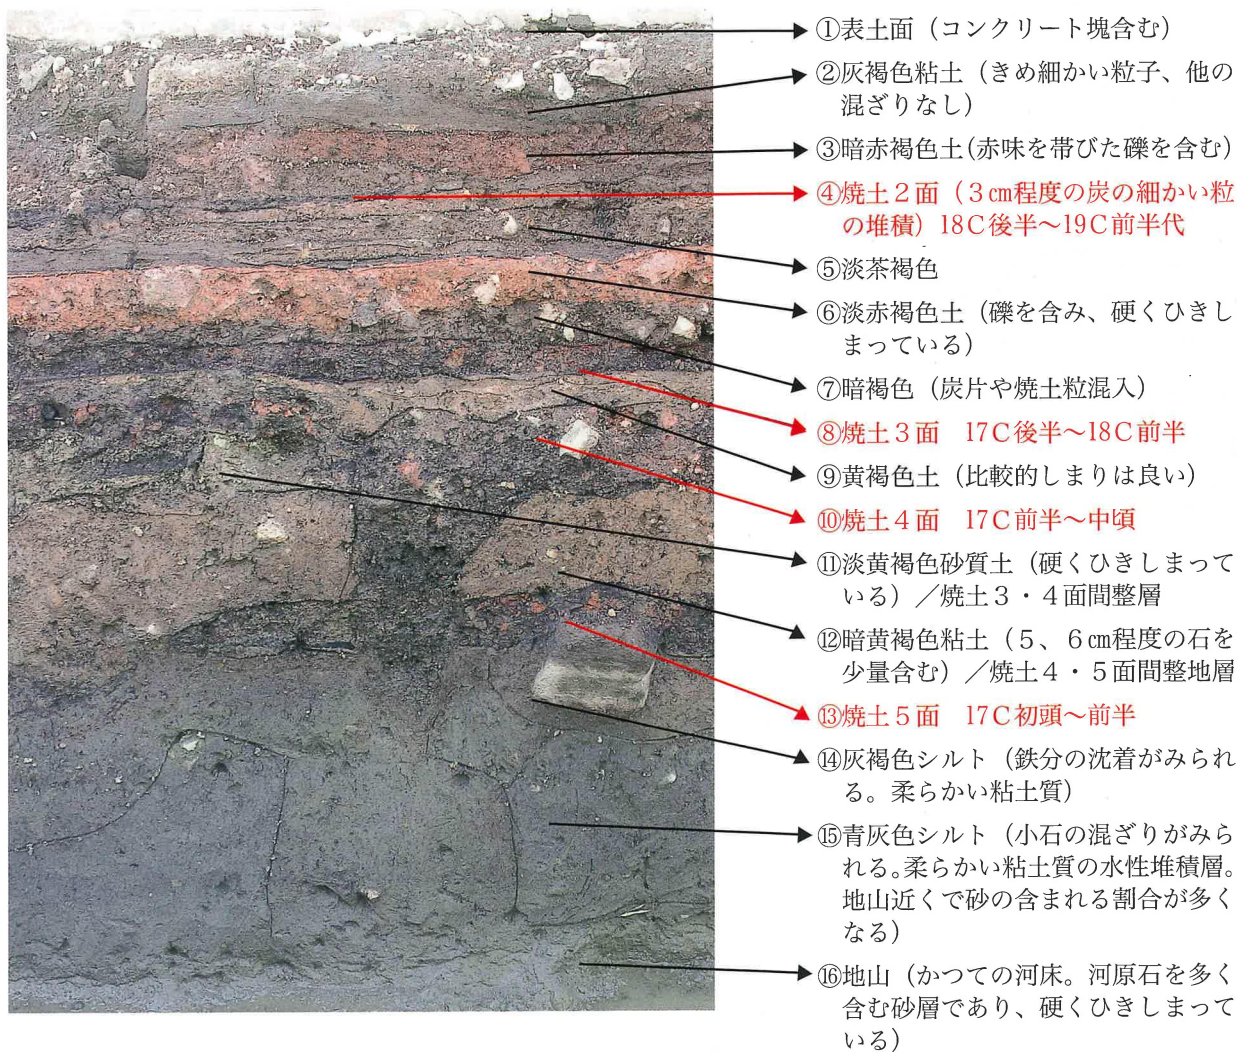 ①表土面（コンクリート塊含む）
②灰褐色粘土（きめ細かい粒子、他の
混ざりなし）
③暗赤褐色土（赤味を帯びた礫を含む）
④焼土２面（３㎝程度の炭の細かい粒
の堆積）18C後半〜19C前半代
⑤淡茶褐色
⑥淡赤褐色土（礫を含み、硬くひきし
まっている）
⑦暗褐色（炭片や焼土粒混入）
⑧焼土３面　17C後半〜18C前半
⑨黄褐色土（比較的しまりは良い）
⑩焼土４面　17C前半〜中頃
⑪淡黄褐色砂質土（硬くひきしまって
いる）／焼土３・４面間整層
⑫暗黄褐色粘土（５、６㎝程度の石を
少量含む）／焼土４・５面間整地層
⑬焼土５面　17C初頭〜前半
⑭灰褐色シルト（鉄分の沈着がみられ
る。柔らかい粘土質）
⑮青灰色シルト（小石の混ざりがみら
れる。柔らかい粘土質の水性堆積層。
地山近くで砂の含まれる割合が多く
なる）
⑯地山（かつての河床。河原石を多く
含む砂層であり、硬くひきしまって
いる）